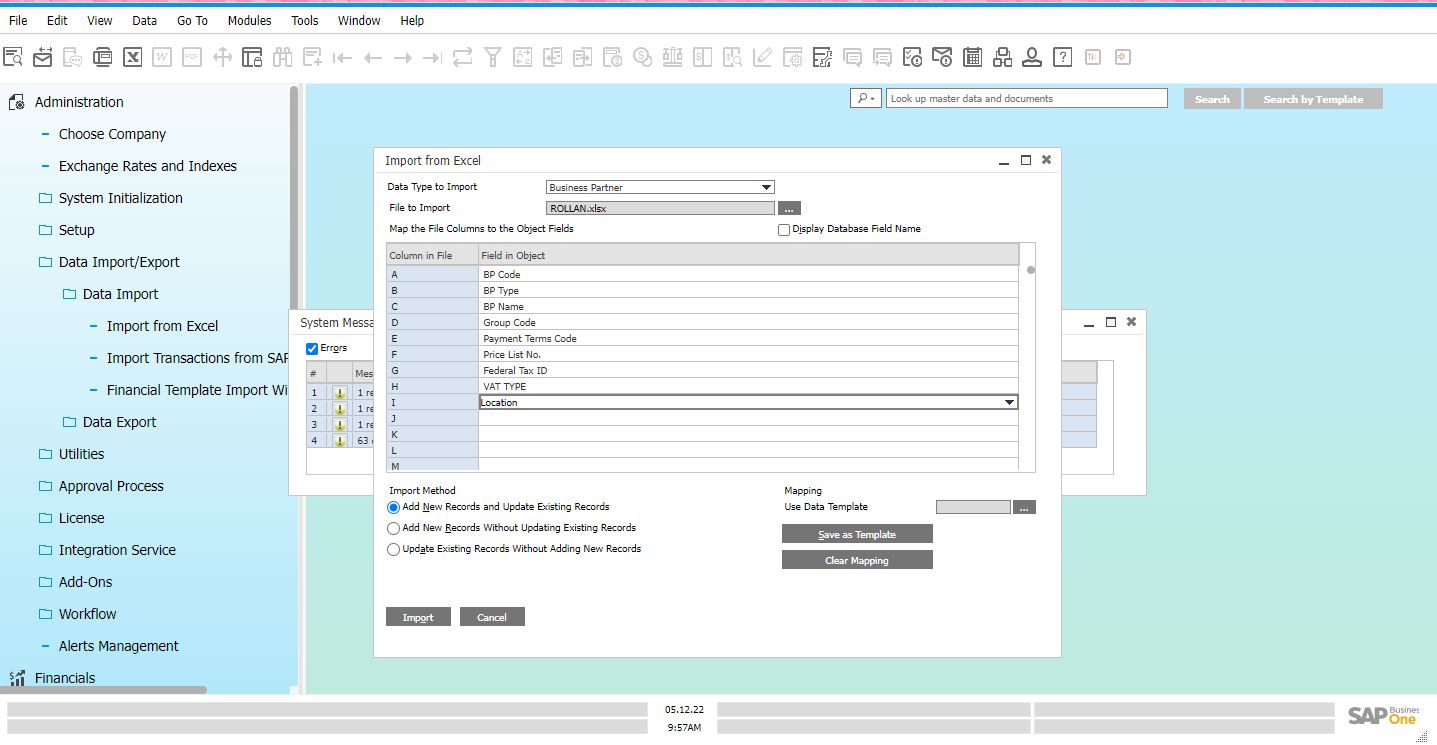 File Edit View Data Go To Modules Tools Window Help
Look up master data and documents
Search
Search by Template
Administration
Choose Company
Exchange Rates and Indexes
System Initialization
Setup
Data Import/Export
Data Import
Import from Excel
Import Transactions from SAP
Financial Template Import Wi
Data Export
Utilities
Approval Process
License
Integration Service
Add-Ons
Workflow
Alerts Management
Financials
System Messa
Errors
# Mes
1 1 re
2 1 re
3 1 re
4 63
Import from Excel
Data Type to Import Business Partner
File to Import ROLLAN.xlsx ...
Map the File Columns to the Object Fields Display Database Field Name
Column in File Field in Object
A BP Code
B BP Type
C BP Name
D Group Code
E Payment Terms Code
F Price List No.
G Federal Tax ID
H VAT TYPE
I Location
J
K
L
M
Import Method
Add New Records and Update Existing Records
Add New Records Without Updating Existing Records
Update Existing Records Without Adding New Records
Mapping
Use Data Template ...
Save as Template
Clear Mapping
Import Cancel
05.12.22
9:57AM
SAP Business One